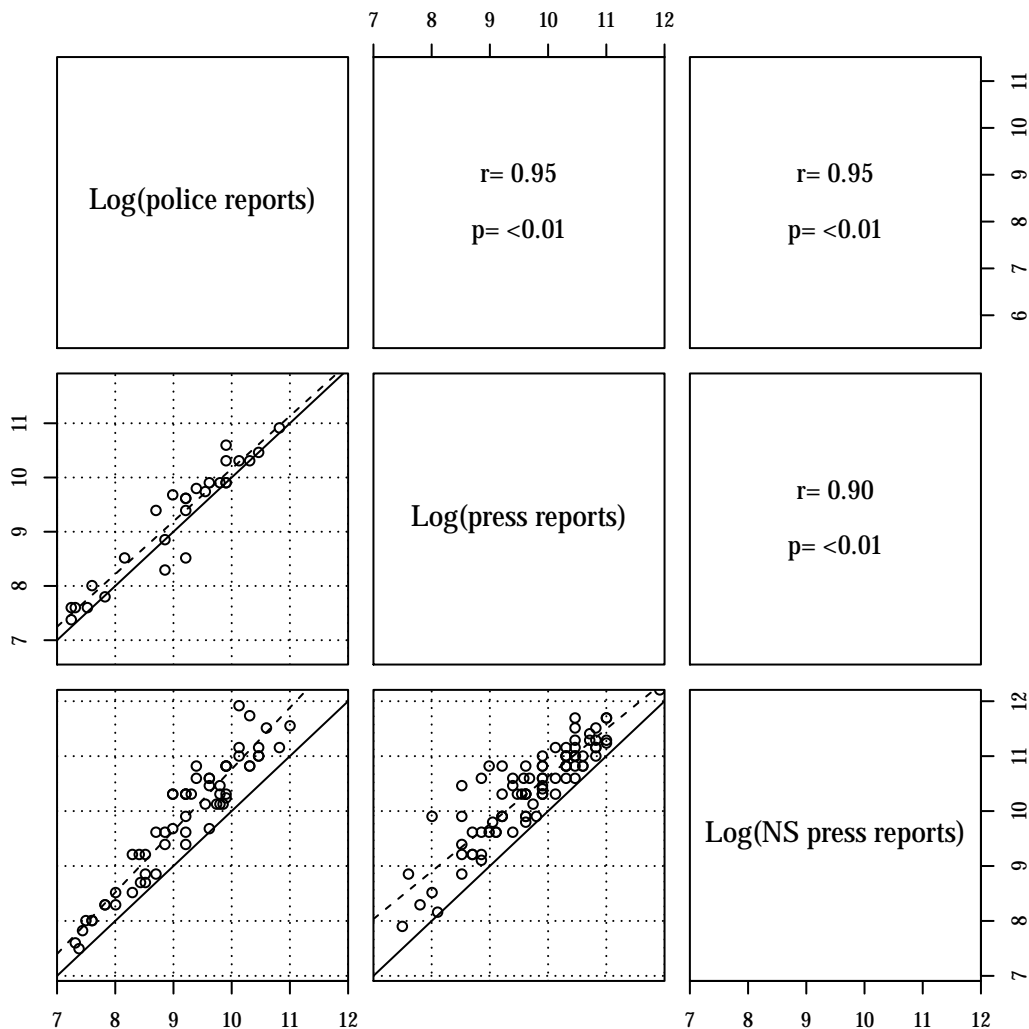 7 8 9 10 11 12
Log(police reports)
r= 0.95
p= <0.01
r= 0.95
p= <0.01
11
10
9
8
7
6
11
10
9
8
7
Log(press reports)
r= 0.90
p= <0.01
Log(NS press reports)
12
11
10
9
8
7
7 8 9 10 11 12
7 8 9 10 11 12